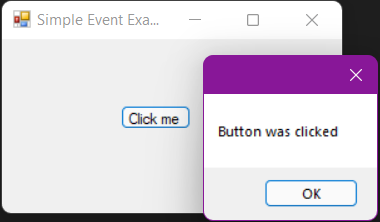 Simple Event Exa...
Click me
Button was clicked
OK